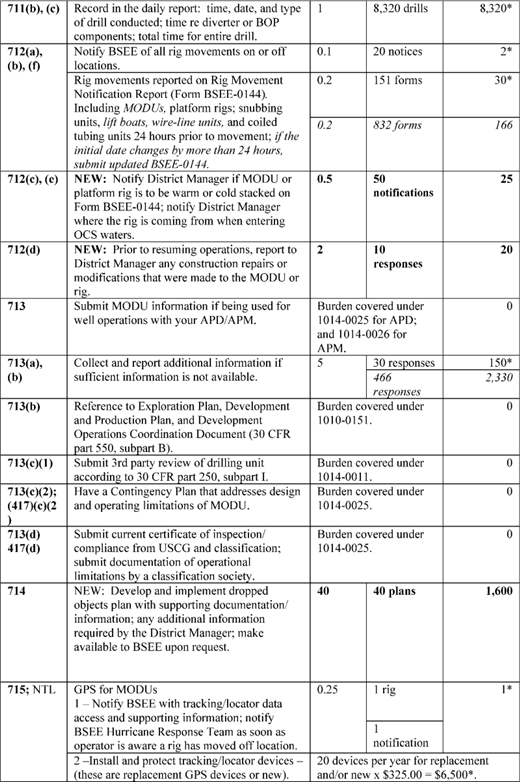 711(b), (c) Record in the daily report: time, date, and type 1 8,320 drills 8,320*
of drill conducted; time re diverter or BOP
components; total time for entire drill.
712(a), Notify BSEE of all rig movements on or off 0.1 20 notices 2*
(b), (f) locations.
Rig movements reported on Rig Movement 0.2 151 forms 30*
Notification Report (Form BSEE-0144).
Including MODUs, platform rigs; snubbing 0.2 832 forms 166
units, lift boats, wire-line units, and coiled
tubing units 24 hours prior to movement; if the
initial date changes by more than 24 hours,
submit updated BSEE-0144.
712(c), (e) NEW: Notify District Manager if MODU or 0.5 50 25
platform rig is to be warm or cold stacked on notifications
Form BSEE-0144; notify District Manager
where the rig is coming from when entering
OCS waters.
712(d) NEW: Prior to resuming operations, report to 2 10 20
District Manager any construction repairs or responses
modifications that were made to the MODU or
rig.
713 Submit MODU information if being used for Burden covered under 0
well operations with your APD/APM. 1014-0025 for APD;
and 1014-0026 for
APM.
713(a), Collect and report additional information if 5 30 responses 150*
(b) sufficient information is not available. 466 2,330
responses
713(b) Reference to Exploration Plan, Development Burden covered under 0
and Production Plan, and Development 1010-0151.
Operations Coordination Document (30 CFR
part 550, subpart B).
713(c)(1) Submit 3rd party review of drilling unit Burden covered under 0
according to 30 CFR part 250, subpart I. 1014-0011.
713(c)(2); Have a Contingency Plan that addresses design Burden covered under 0
(417)(c)(2 and operating limitations of MODU. 1014-0025.
)
713(d) Submit current certificate of inspection/ Burden covered under 0
417(d) compliance from USCG and classification; 1014-0025.
submit documentation of operational
limitations by a classification society.
714 NEW: Develop and implement dropped 40 40 plans 1,600
objects plan with supporting documentation/
information; any additional information
required by the District Manager; make
available to BSEE upon request.
715; NTL GPS for MODUs 0.25 1 rig 1*
1 – Notify BSEE with tracking/locator data
access and supporting information; notify
BSEE Hurricane Response Team as soon as 1
operator is aware a rig has moved off location. notification
2 –Install and protect tracking/locator devices – 20 devices per year for replacement
(these are replacement GPS devices or new). and/or new x $325.00 = $6,500*.